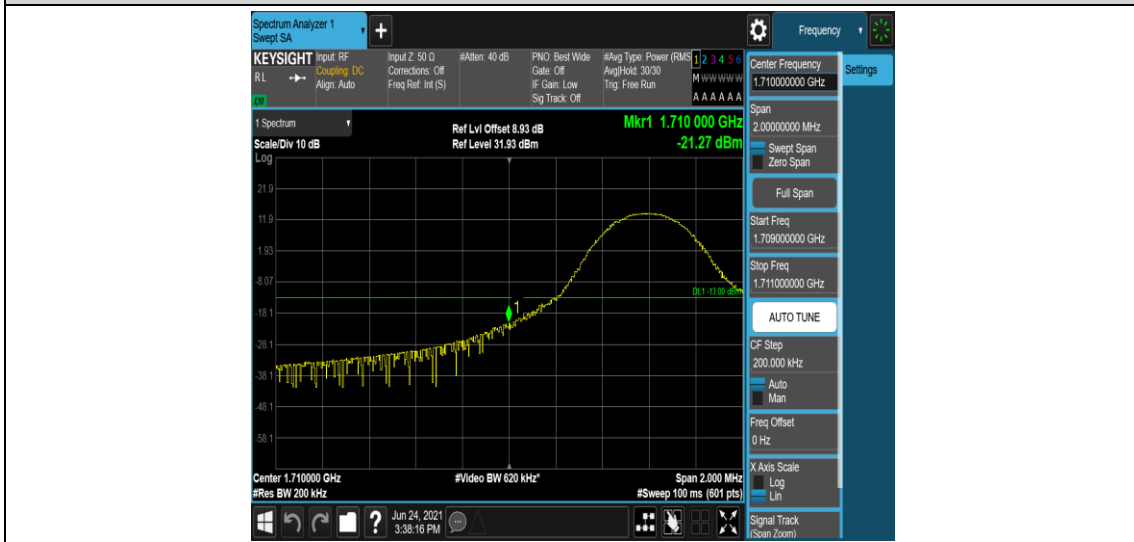 Spectrum Analyzer 1
Swept SA
+
Frequency
KEYSIGHT
RL
LXI
Input: RF
Coupling: DC
Align: Auto
Input Z: 50 Ω
Corrections: Off
Freq Ref: Int (S)
#Atten: 40 dB
PNO: Best Wide
Gate: Off
IF Gain: Low
Sig Track: Off
#Avg Type: Power (RMS
Avg|Hold: 30/30
Trig: Free Run
1 2 3 4 5 6
M W W W W W
A A A A A A
Center Frequency
1.710000000 GHz
Settings
Span
2.00000000 MHz
Swept Span
Zero Span
Full Span
Start Freq
1.709000000 GHz
Stop Freq
1.711000000 GHz
AUTO TUNE
CF Step
200.000 kHz
Auto
Man
Freq Offset
0 Hz
X Axis Scale
Log
Lin
Signal Track
(Span Zoom)
1 Spectrum
Scale/Div 10 dB
Log
Ref Lvl Offset 8.93 dB
Ref Level 31.93 dBm
Mkr1 1.710 000 GHz
-21.27 dBm
21.9
11.9
1.93
-8.07
DL1 -13.00 dBm
1
-18.1
-28.1
-38.1
-48.1
-58.1
Center 1.710000 GHz
#Res BW 200 kHz
#Video BW 620 kHz*
Span 2.000 MHz
#Sweep 100 ms (601 pts)
?
Jun 24, 2021
3:38:16 PM